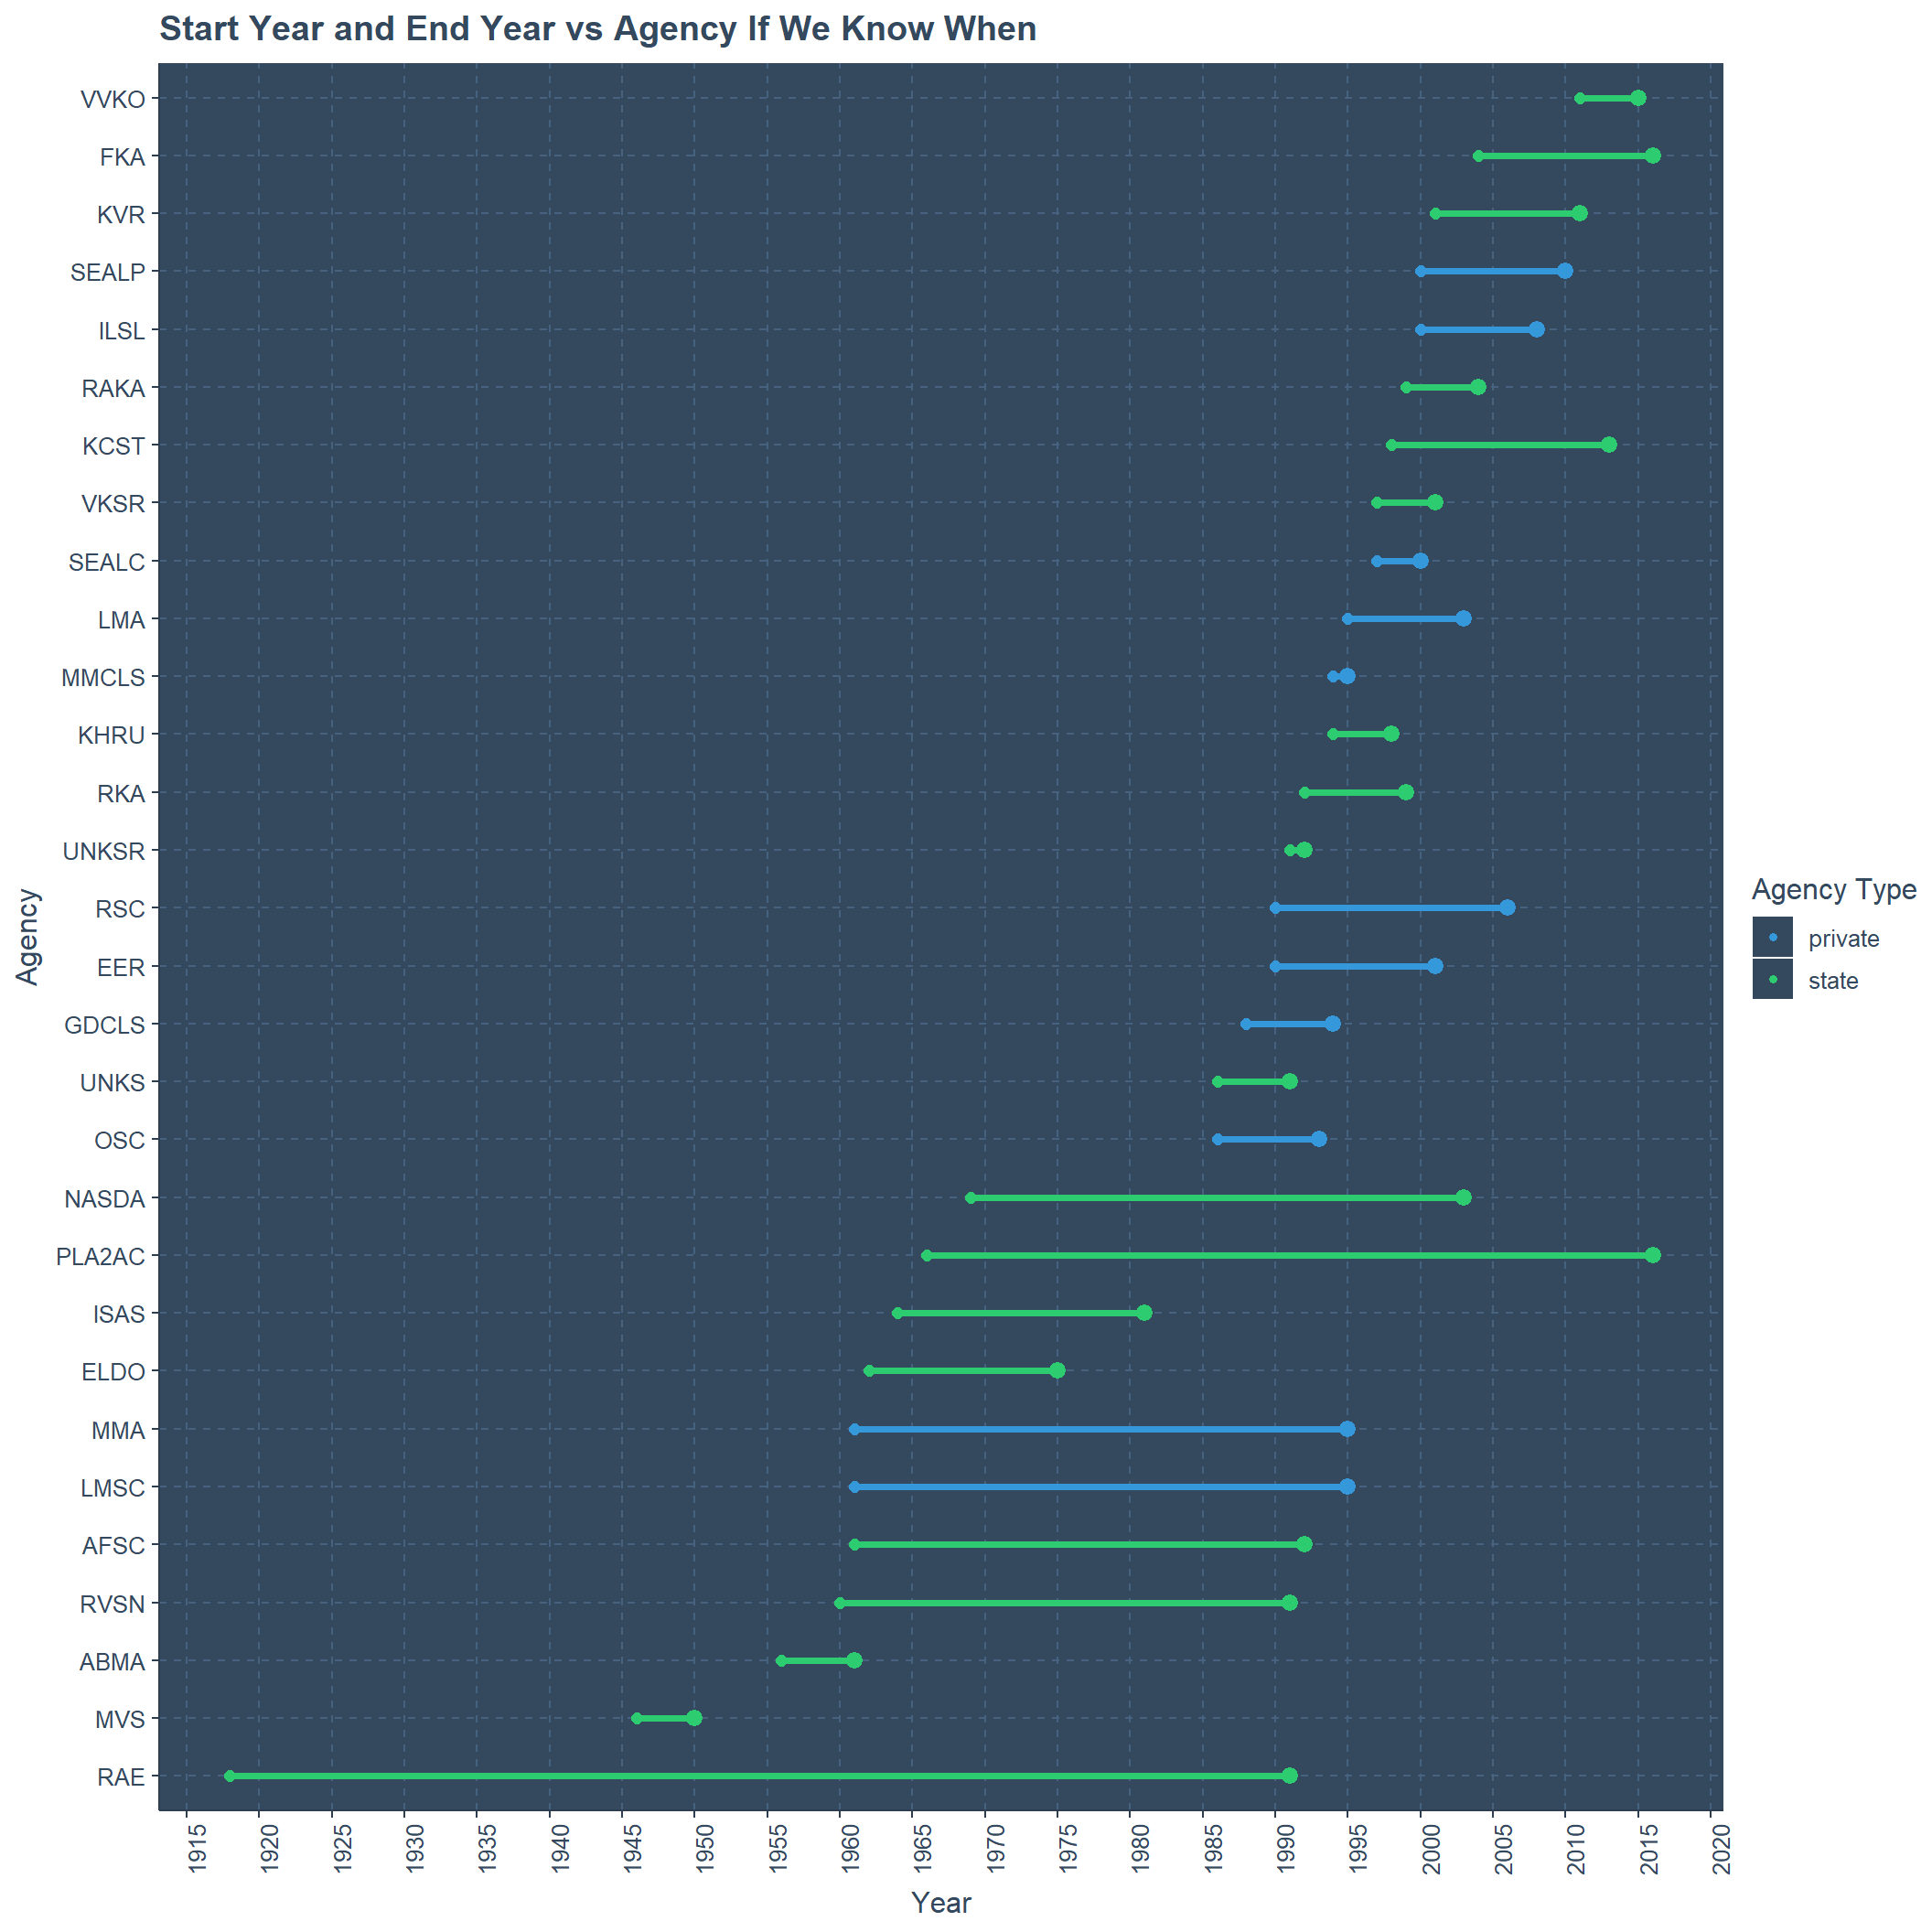 Start Year and End Year vs Agency If We Know When
VVKO
FKA
KVR
SEALP
ILSL
RAKA
KCST
VKSR
SEALC
LMA
MMCLS
KHRU
RKA
UNKSR
RSC
EER
GDCLS
UNKS
OSC
NASDA
PLA2AC
ISAS
ELDO
MMA
LMSC
AFSC
RVSN
ABMA
MVS
RAE
Agency
1915
1920
1925
1930
1935
1940
1945
1950
1955
1960
1965
1970
1975
1980
1985
1990
1995
2000
2005
2010
2015
2020
Year
Agency Type
private
state